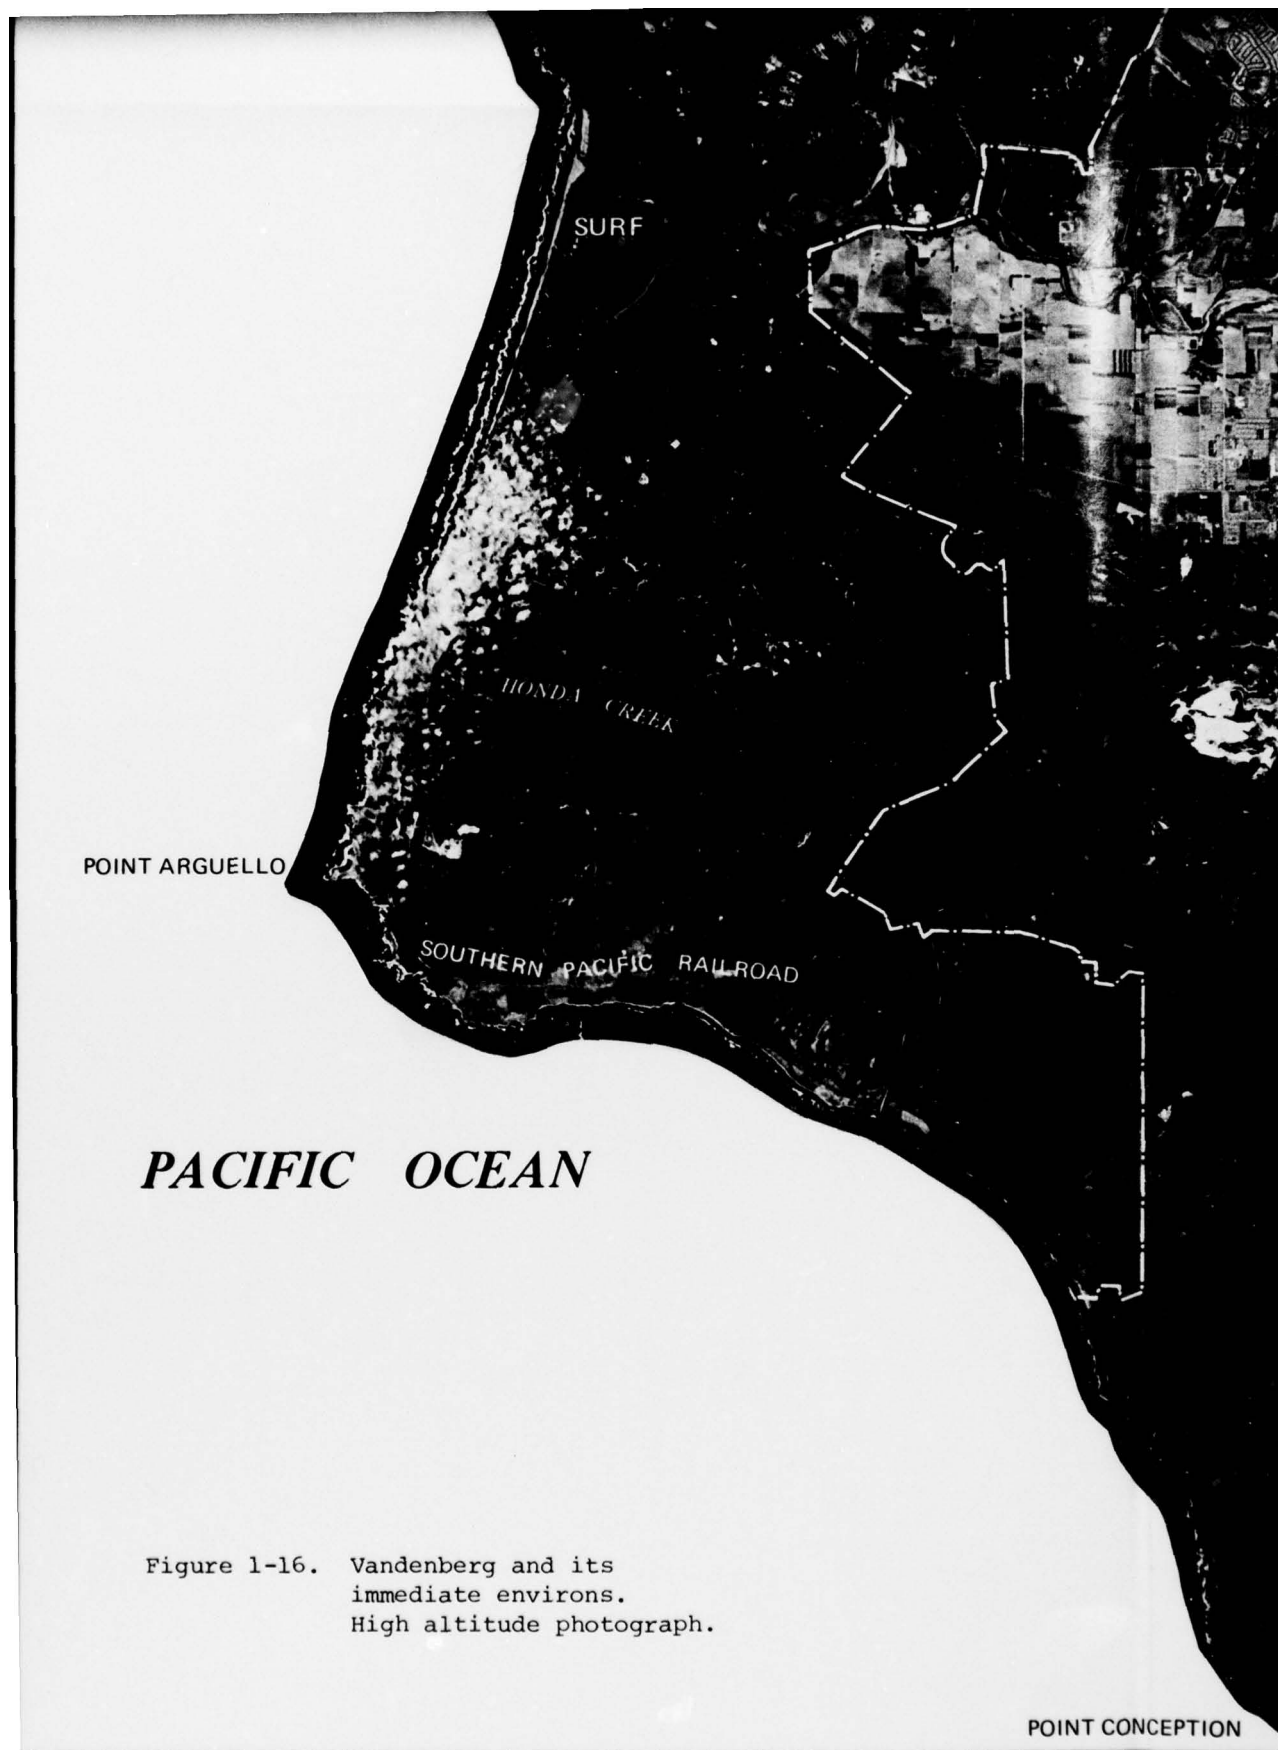 SURF
HONDA CREEK
POINT ARGUELLO
SOUTHERN PACIFIC RAILROAD
PACIFIC OCEAN
Figure 1-16. Vandenberg and its
immediate environs.
High altitude photograph.
POINT CONCEPTION